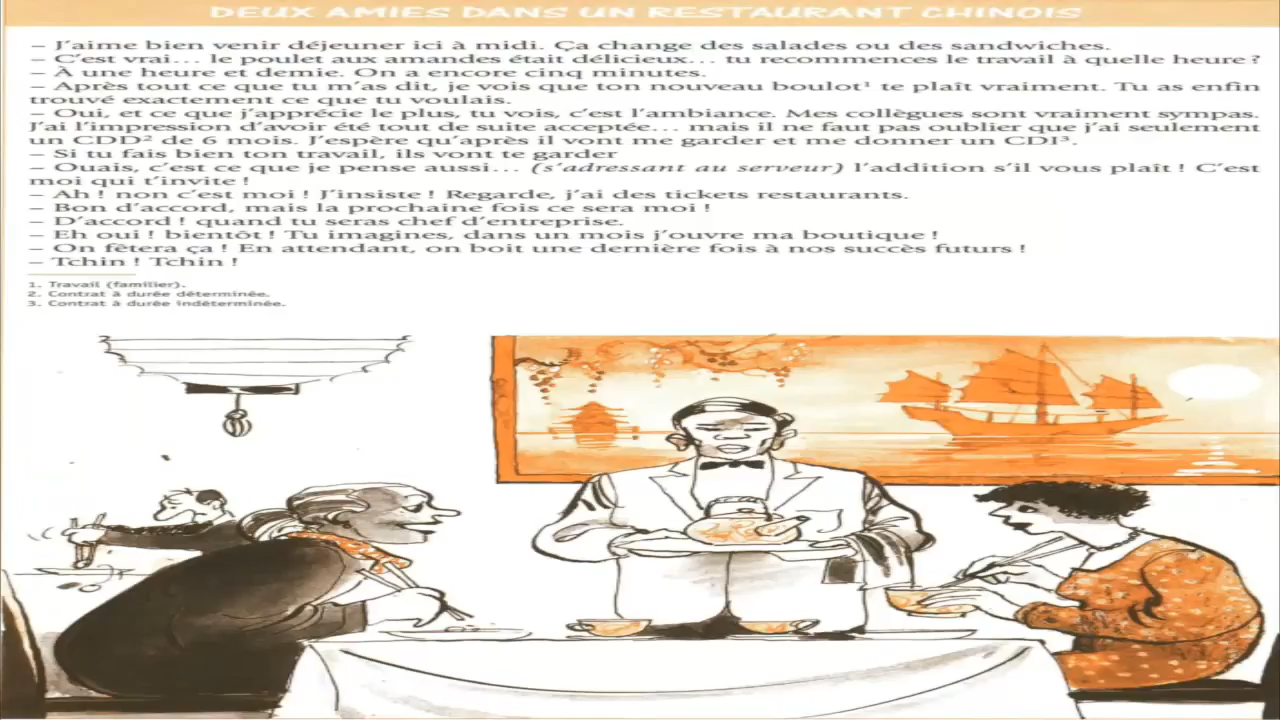 DEUX AMIES DANS UN RESTAURANT CHINOIS
– J'aime bien venir déjeuner ici à midi. Ça change des salades ou des sandwiches.
– C'est vrai... le poulet aux amandes était délicieux... tu recommences le travail à quelle heure ?
– À une heure et demie. On a encore cinq minutes.
– Après tout ce que tu m'as dit, je vois que ton nouveau boulot¹ te plaît vraiment. Tu as enfin
trouvé exactement ce que tu voulais.
– Oui, et ce que j'apprécie le plus, tu vois, c'est l'ambiance. Mes collègues sont vraiment sympas.
J'ai l'impression d'avoir été tout de suite acceptée... mais il ne faut pas oublier que j'ai seulement
un CDD² de 6 mois. J'espère qu'après il vont me garder et me donner un CDI³.
– Si tu fais bien ton travail, ils vont te garder
– Ouais, c'est ce que je pense aussi... (s'adressant au serveur) l'addition s'il vous plaît ! C'est
moi qui t'invite !
– Ah ! non c'est moi ! J'insiste ! Regarde, j'ai des tickets restaurants.
– Bon d'accord, mais la prochaine fois ce sera moi !
– D'accord ! quand tu seras chef d'entreprise.
– Eh oui ! bientôt ! Tu imagines, dans un mois j'ouvre ma boutique !
– On fêtera ça ! En attendant, on boit une dernière fois à nos succès futurs !
– Tchin ! Tchin !
1. Travail (familier).
2. Contrat à durée déterminée.
3. Contrat à durée indéterminée.